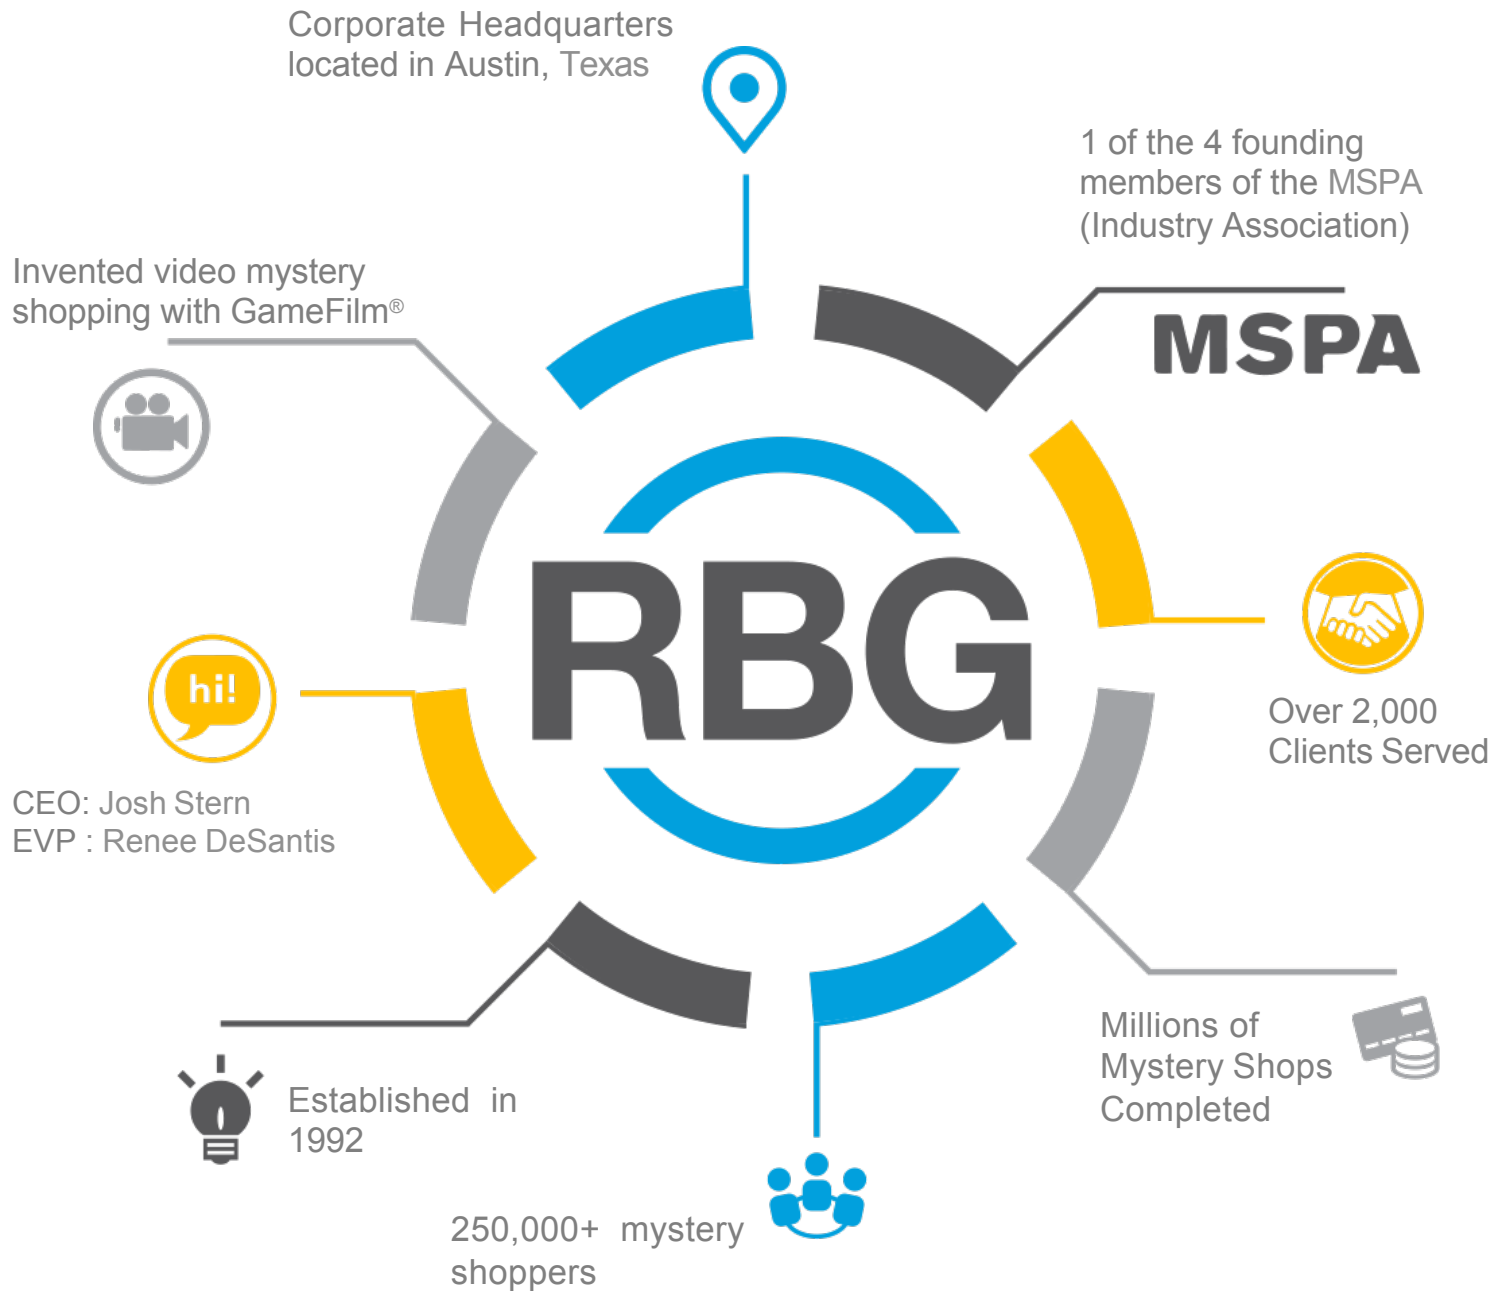 Corporate Headquarters
located in Austin, Texas
1 of the 4 founding
members of the MSPA
(Industry Association)
MSPA
Invented video mystery
shopping with GameFilm®
RBG
hi!
CEO: Josh Stern
EVP : Renee DeSantis
Over 2,000
Clients Served
Established in
1992
Millions of
Mystery Shops
Completed
250,000+ mystery
shoppers